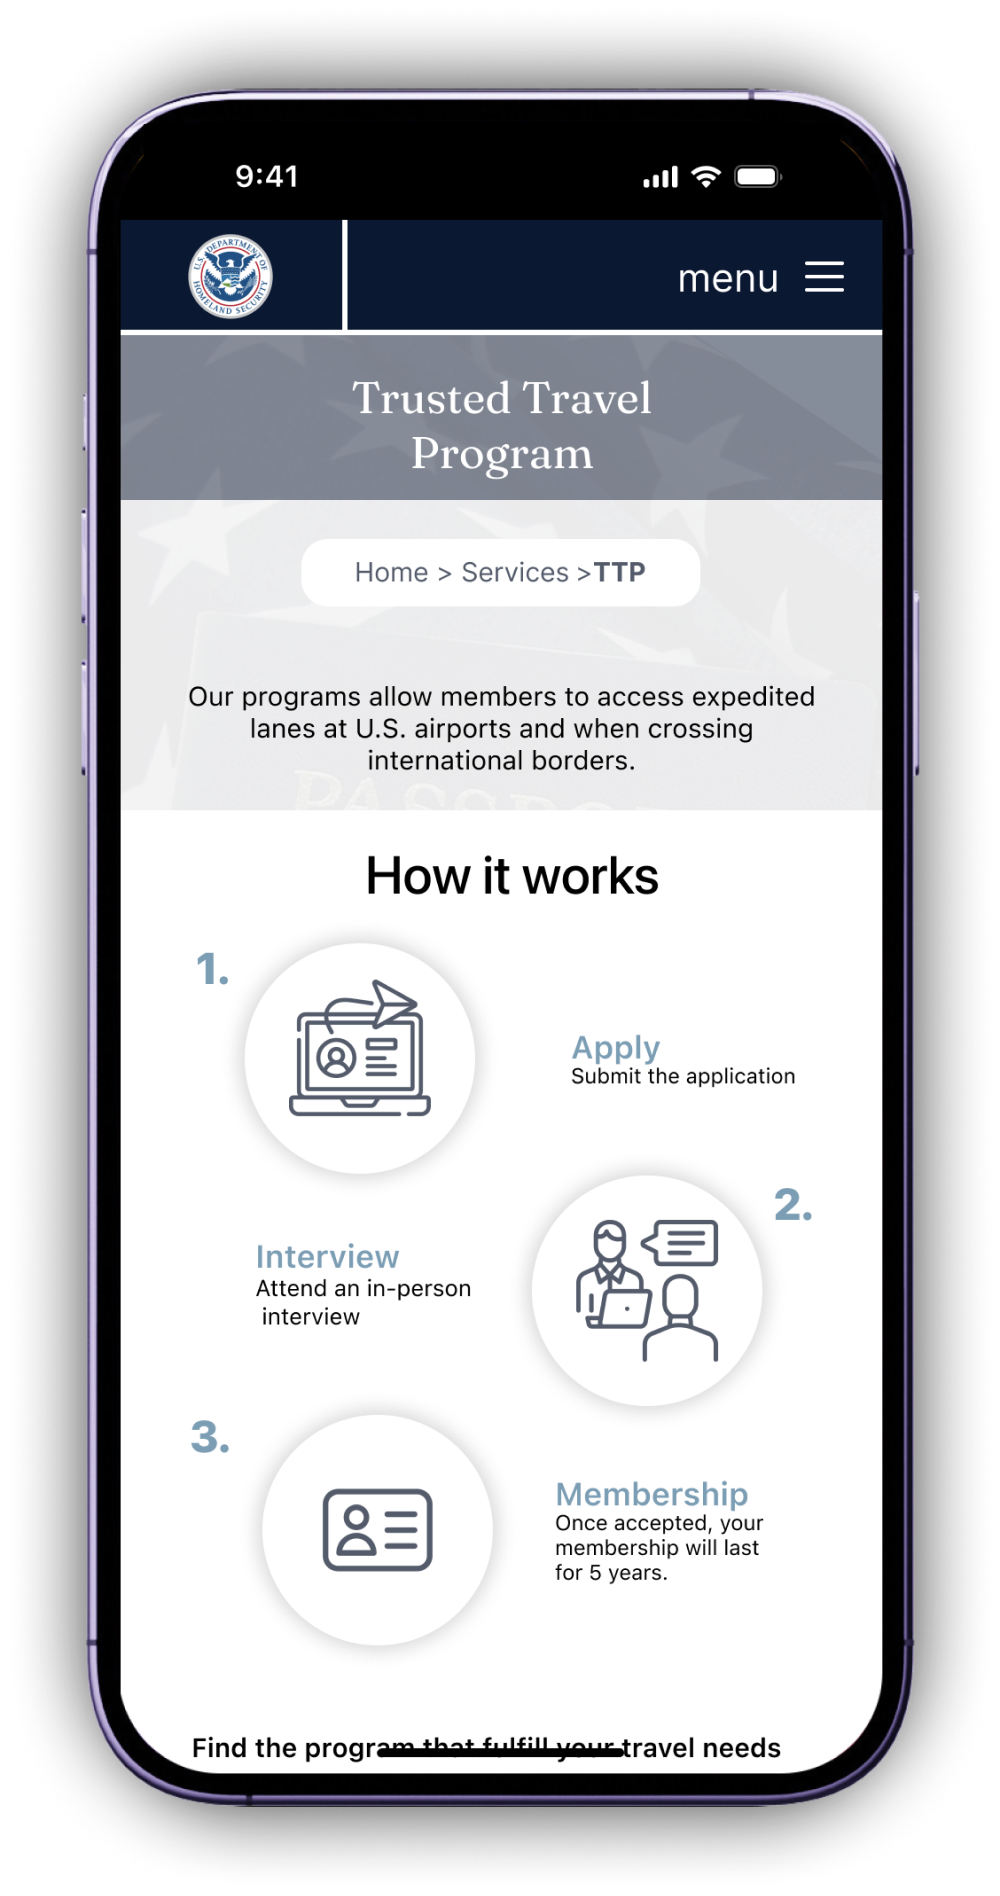 9:41
U.S. DEPARTMENT OF
HOMELAND SECURITY
menu
Trusted Travel
Program
Home > Services >TTP
Our programs allow members to access expedited
lanes at U.S. airports and when crossing
international borders.
PASSPO
How it works
1.
Apply
Submit the application
2.
Interview
Attend an in-person
interview
3.
Membership
Once accepted, your
membership will last
for 5 years.
Find the program that fulfill your travel needs